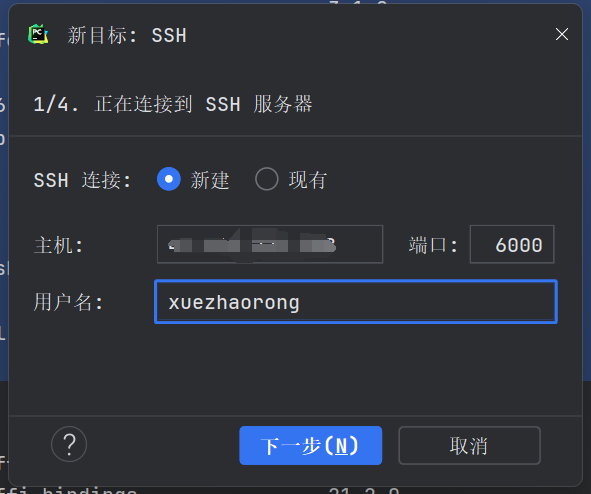 PC 新目标: SSH
1/4. 正在连接到 SSH 服务器
SSH 连接: 新建 现有
主机: 端口: 6000
用户名: xuezhaorong
? 下一步(N) 取消